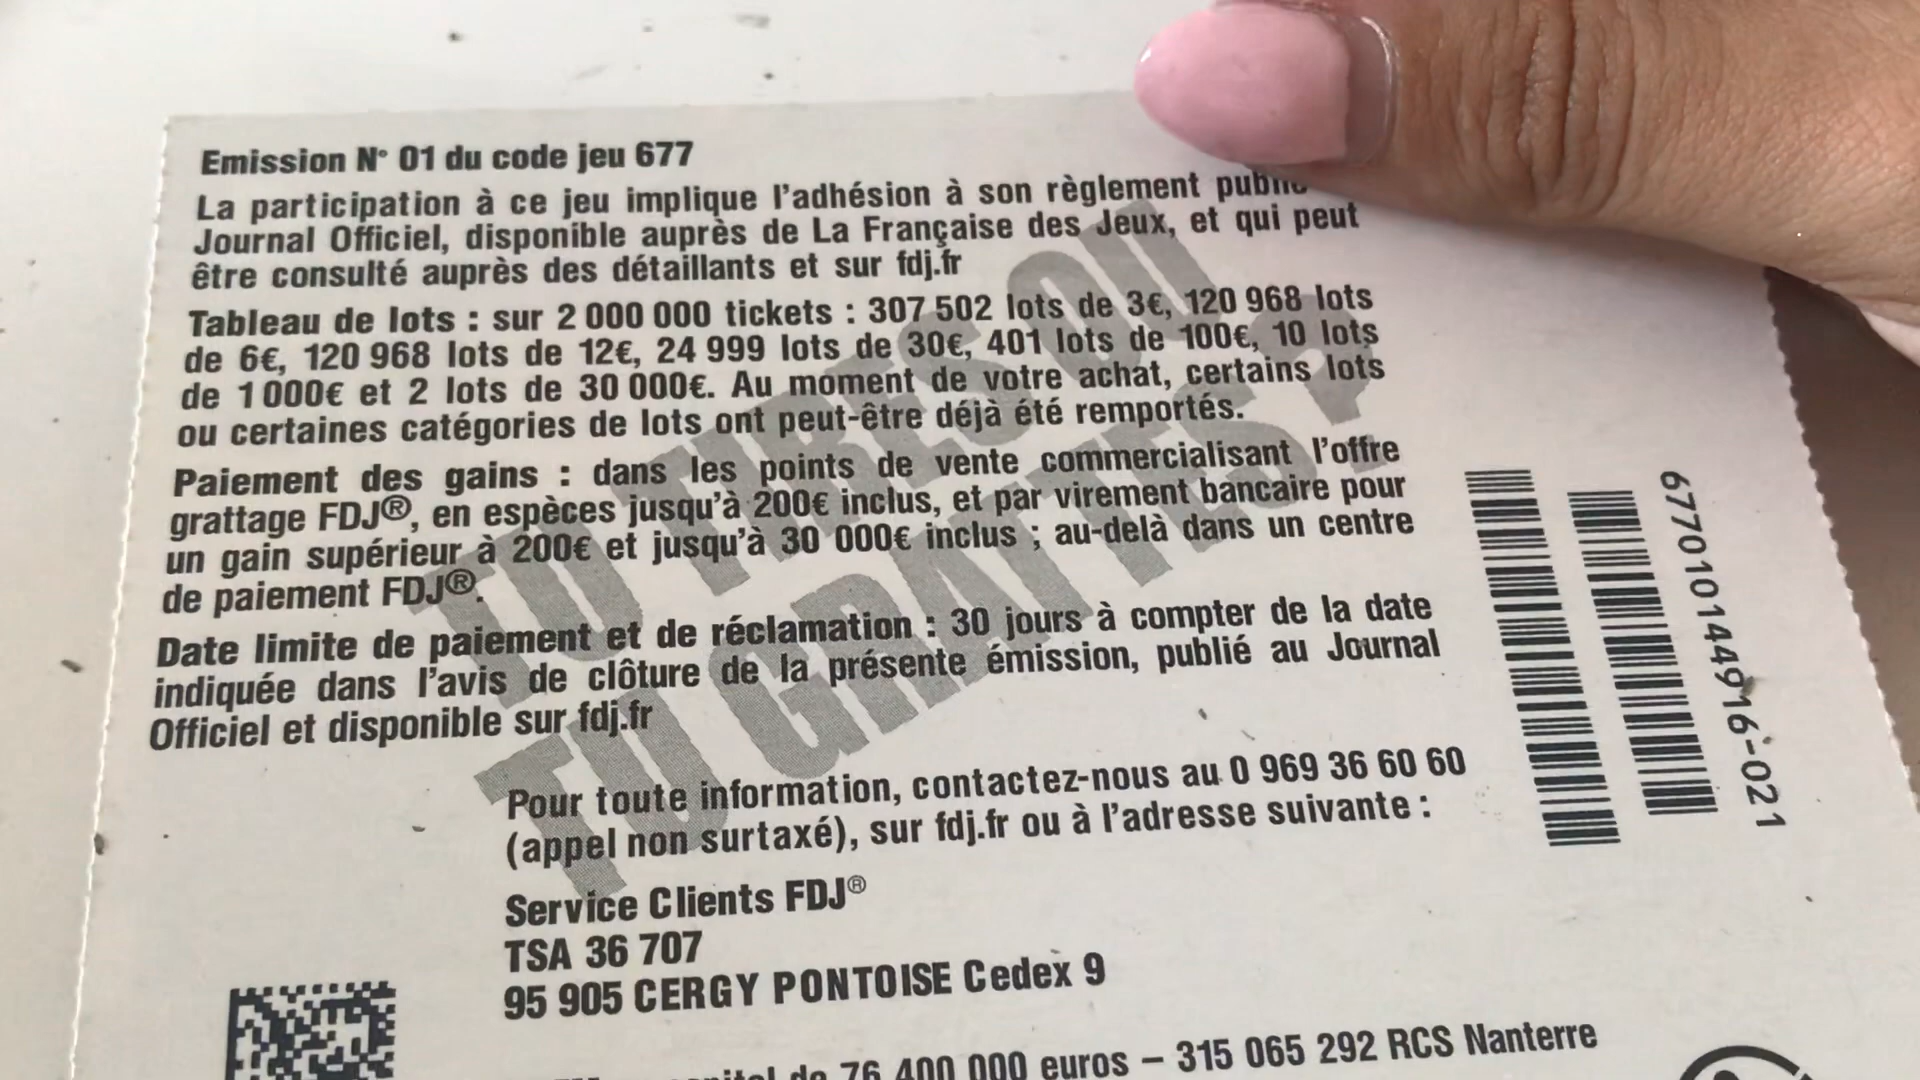 Emission N° 01 du code jeu 677
La participation à ce jeu implique l'adhésion à son règlement
Journal Officiel, disponible auprès de La Française des Jeux, et qui peut
être consulté auprès des détaillants et sur fdj.fr
Tableau de lots : sur 2 000 000 tickets : 307 502 lots de 3€, 120 968 lots
de 6€, 120 968 lots de 12€, 24 999 lots de 30€, 401 lots de 100€, 10 lots
de 1 000€ et 2 lots de 30 000€. Au moment de votre achat, certains lots
ou certaines catégories de lots ont peut-être déjà été remportés.
Paiement des gains : dans les points de vente commercialisant l'offre
grattage FDJ®, en espèces jusqu'à 200€ inclus, et par virement bancaire pour
un gain supérieur à 200€ et jusqu'à 30 000€ inclus ; au-delà dans un centre
de paiement FDJ®.
Date limite de paiement et de réclamation : 30 jours à compter de la date
indiquée dans l'avis de clôture de la présente émission, publié au Journal
Officiel et disponible sur fdj.fr
TU TIRES OU
TU GRATTES ?
Pour toute information, contactez-nous au 0 969 36 60 60
(appel non surtaxé), sur fdj.fr ou à l'adresse suivante :
Service Clients FDJ®
TSA 36 707
95 905 CERGY PONTOISE Cedex 9
de 76 400 000 euros – 315 065 292 RCS Nanterre
677010144916-021